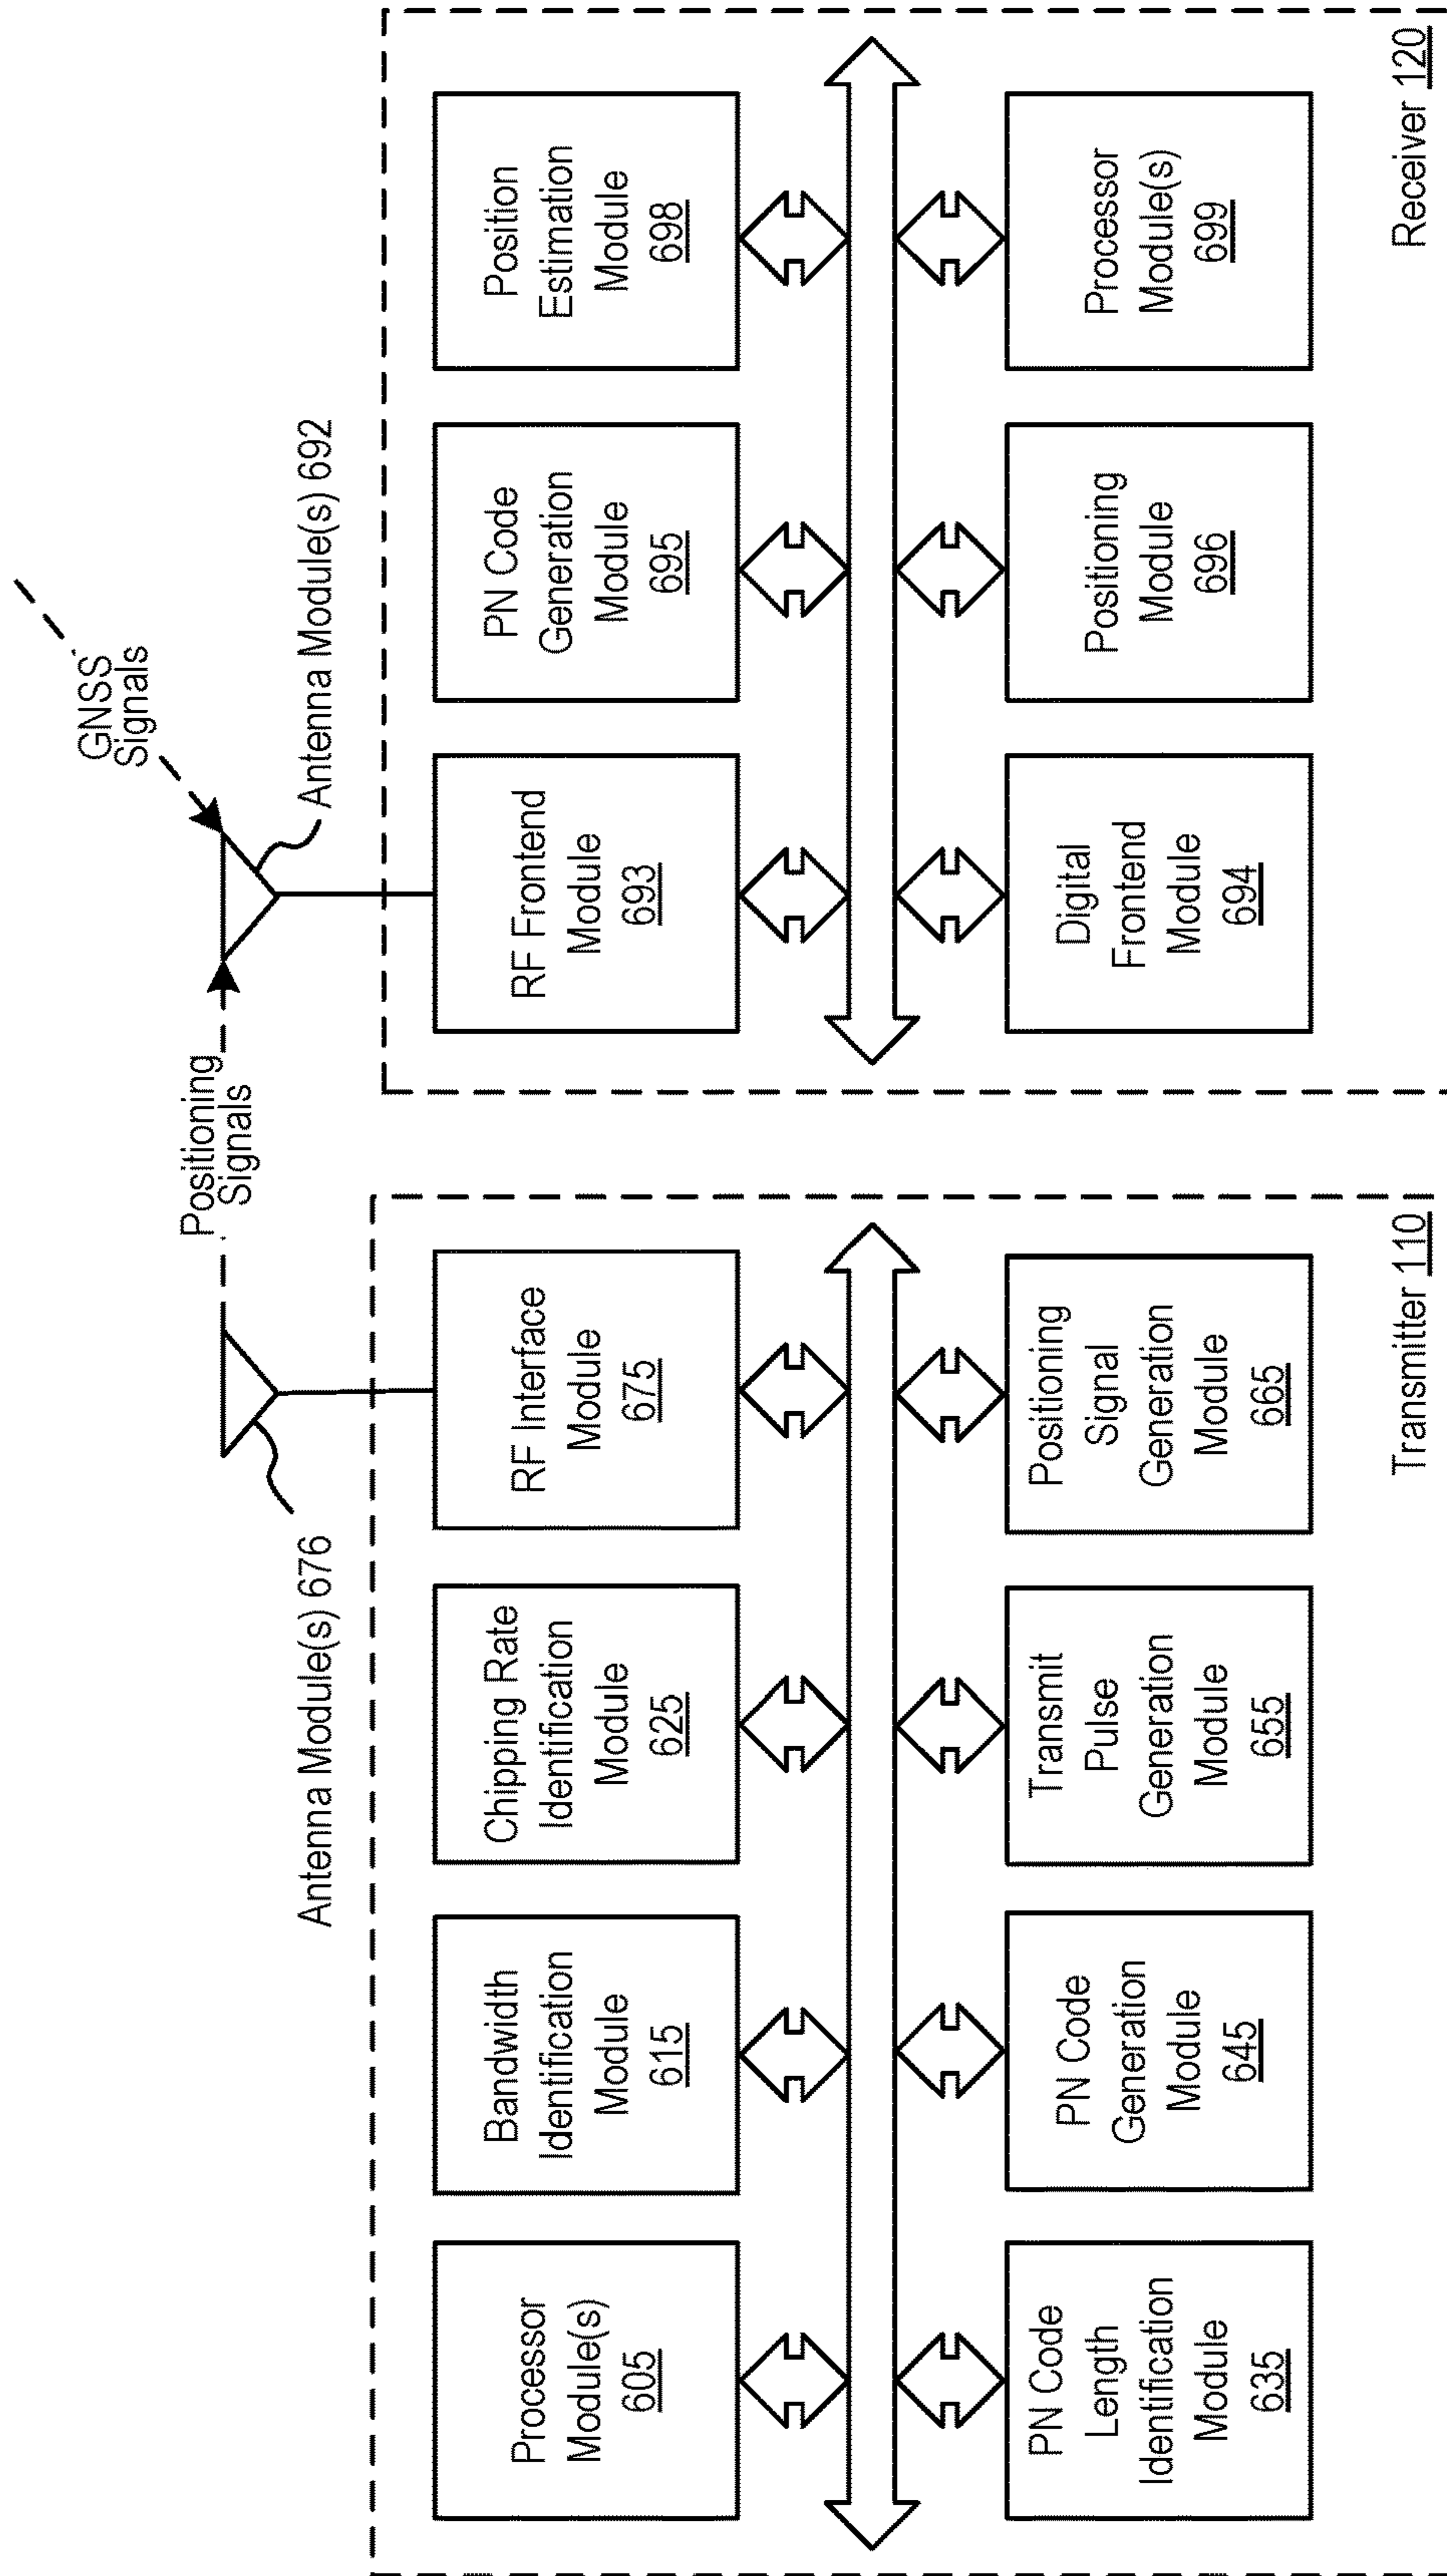 GNSS
Signals
Positioning
Signals
Antenna Module(s) 676
Antenna Module(s) 692
Processor
Module(s)
605
Bandwidth
Identification
Module
615
Chipping Rate
Identification
Module
625
RF Interface
Module
675
PN Code
Length
Identification
Module
635
PN Code
Generation
Module
645
Transmit
Pulse
Generation
Module
655
Positioning
Signal
Generation
Module
665
Transmitter 110
RF Frontend
Module
693
PN Code
Generation
Module
695
Position
Estimation
Module
698
Digital
Frontend
Module
694
Positioning
Module
696
Processor
Module(s)
699
Receiver 120